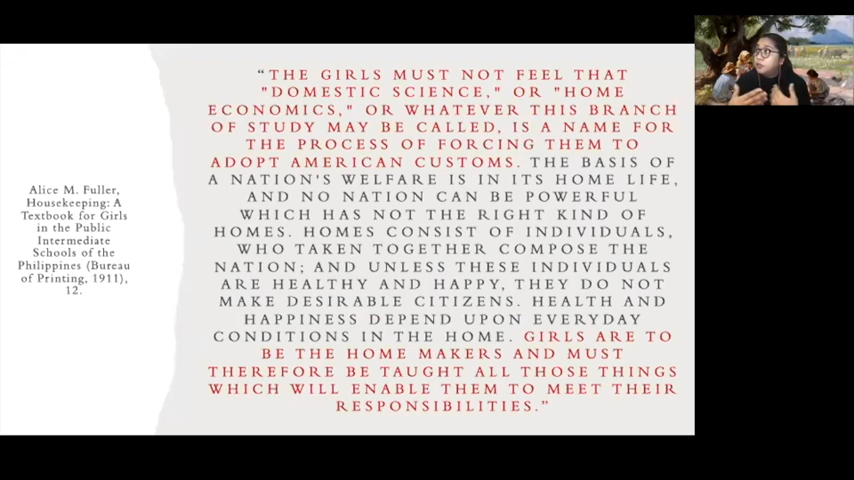 Alice M. Fuller,
Housekeeping: A
Textbook for Girls
in the Public
Intermediate
Schools of the
Philippines (Bureau
of Printing, 1911),
12.
“THE GIRLS MUST NOT FEEL THAT
"DOMESTIC SCIENCE," OR "HOME
ECONOMICS," OR WHATEVER THIS BRANCH
OF STUDY MAY BE CALLED, IS A NAME FOR
THE PROCESS OF FORCING THEM TO
ADOPT AMERICAN CUSTOMS. THE BASIS OF
A NATION'S WELFARE IS IN ITS HOME LIFE,
AND NO NATION CAN BE POWERFUL
WHICH HAS NOT THE RIGHT KIND OF
HOMES. HOMES CONSIST OF INDIVIDUALS,
WHO TAKEN TOGETHER COMPOSE THE
NATION; AND UNLESS THESE INDIVIDUALS
ARE HEALTHY AND HAPPY, THEY DO NOT
MAKE DESIRABLE CITIZENS. HEALTH AND
HAPPINESS DEPEND UPON EVERYDAY
CONDITIONS IN THE HOME. GIRLS ARE TO
BE THE HOME MAKERS AND MUST
THEREFORE BE TAUGHT ALL THOSE THINGS
WHICH WILL ENABLE THEM TO MEET THEIR
RESPONSIBILITIES.”